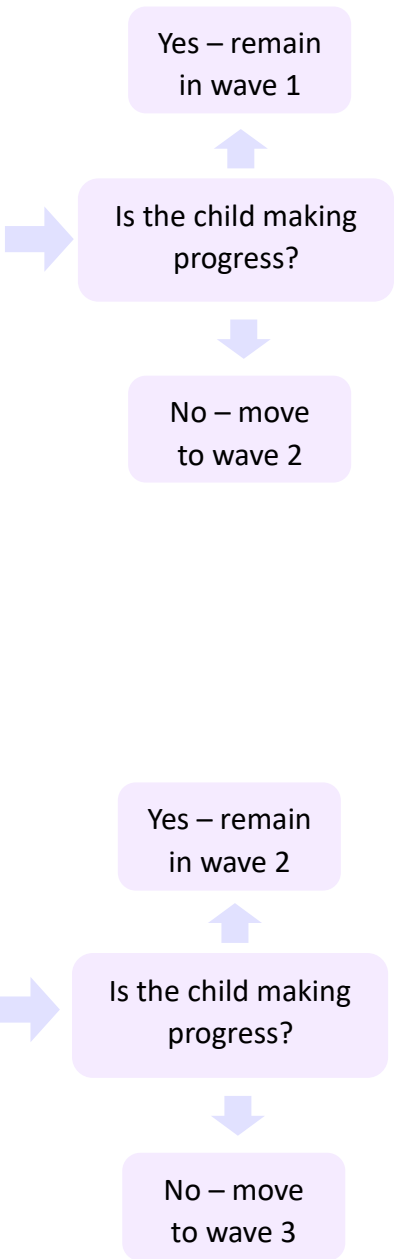 Yes – remain
in wave 1
Is the child making
progress?
No – move
to wave 2
Yes – remain
in wave 2
Is the child making
progress?
No – move
to wave 3